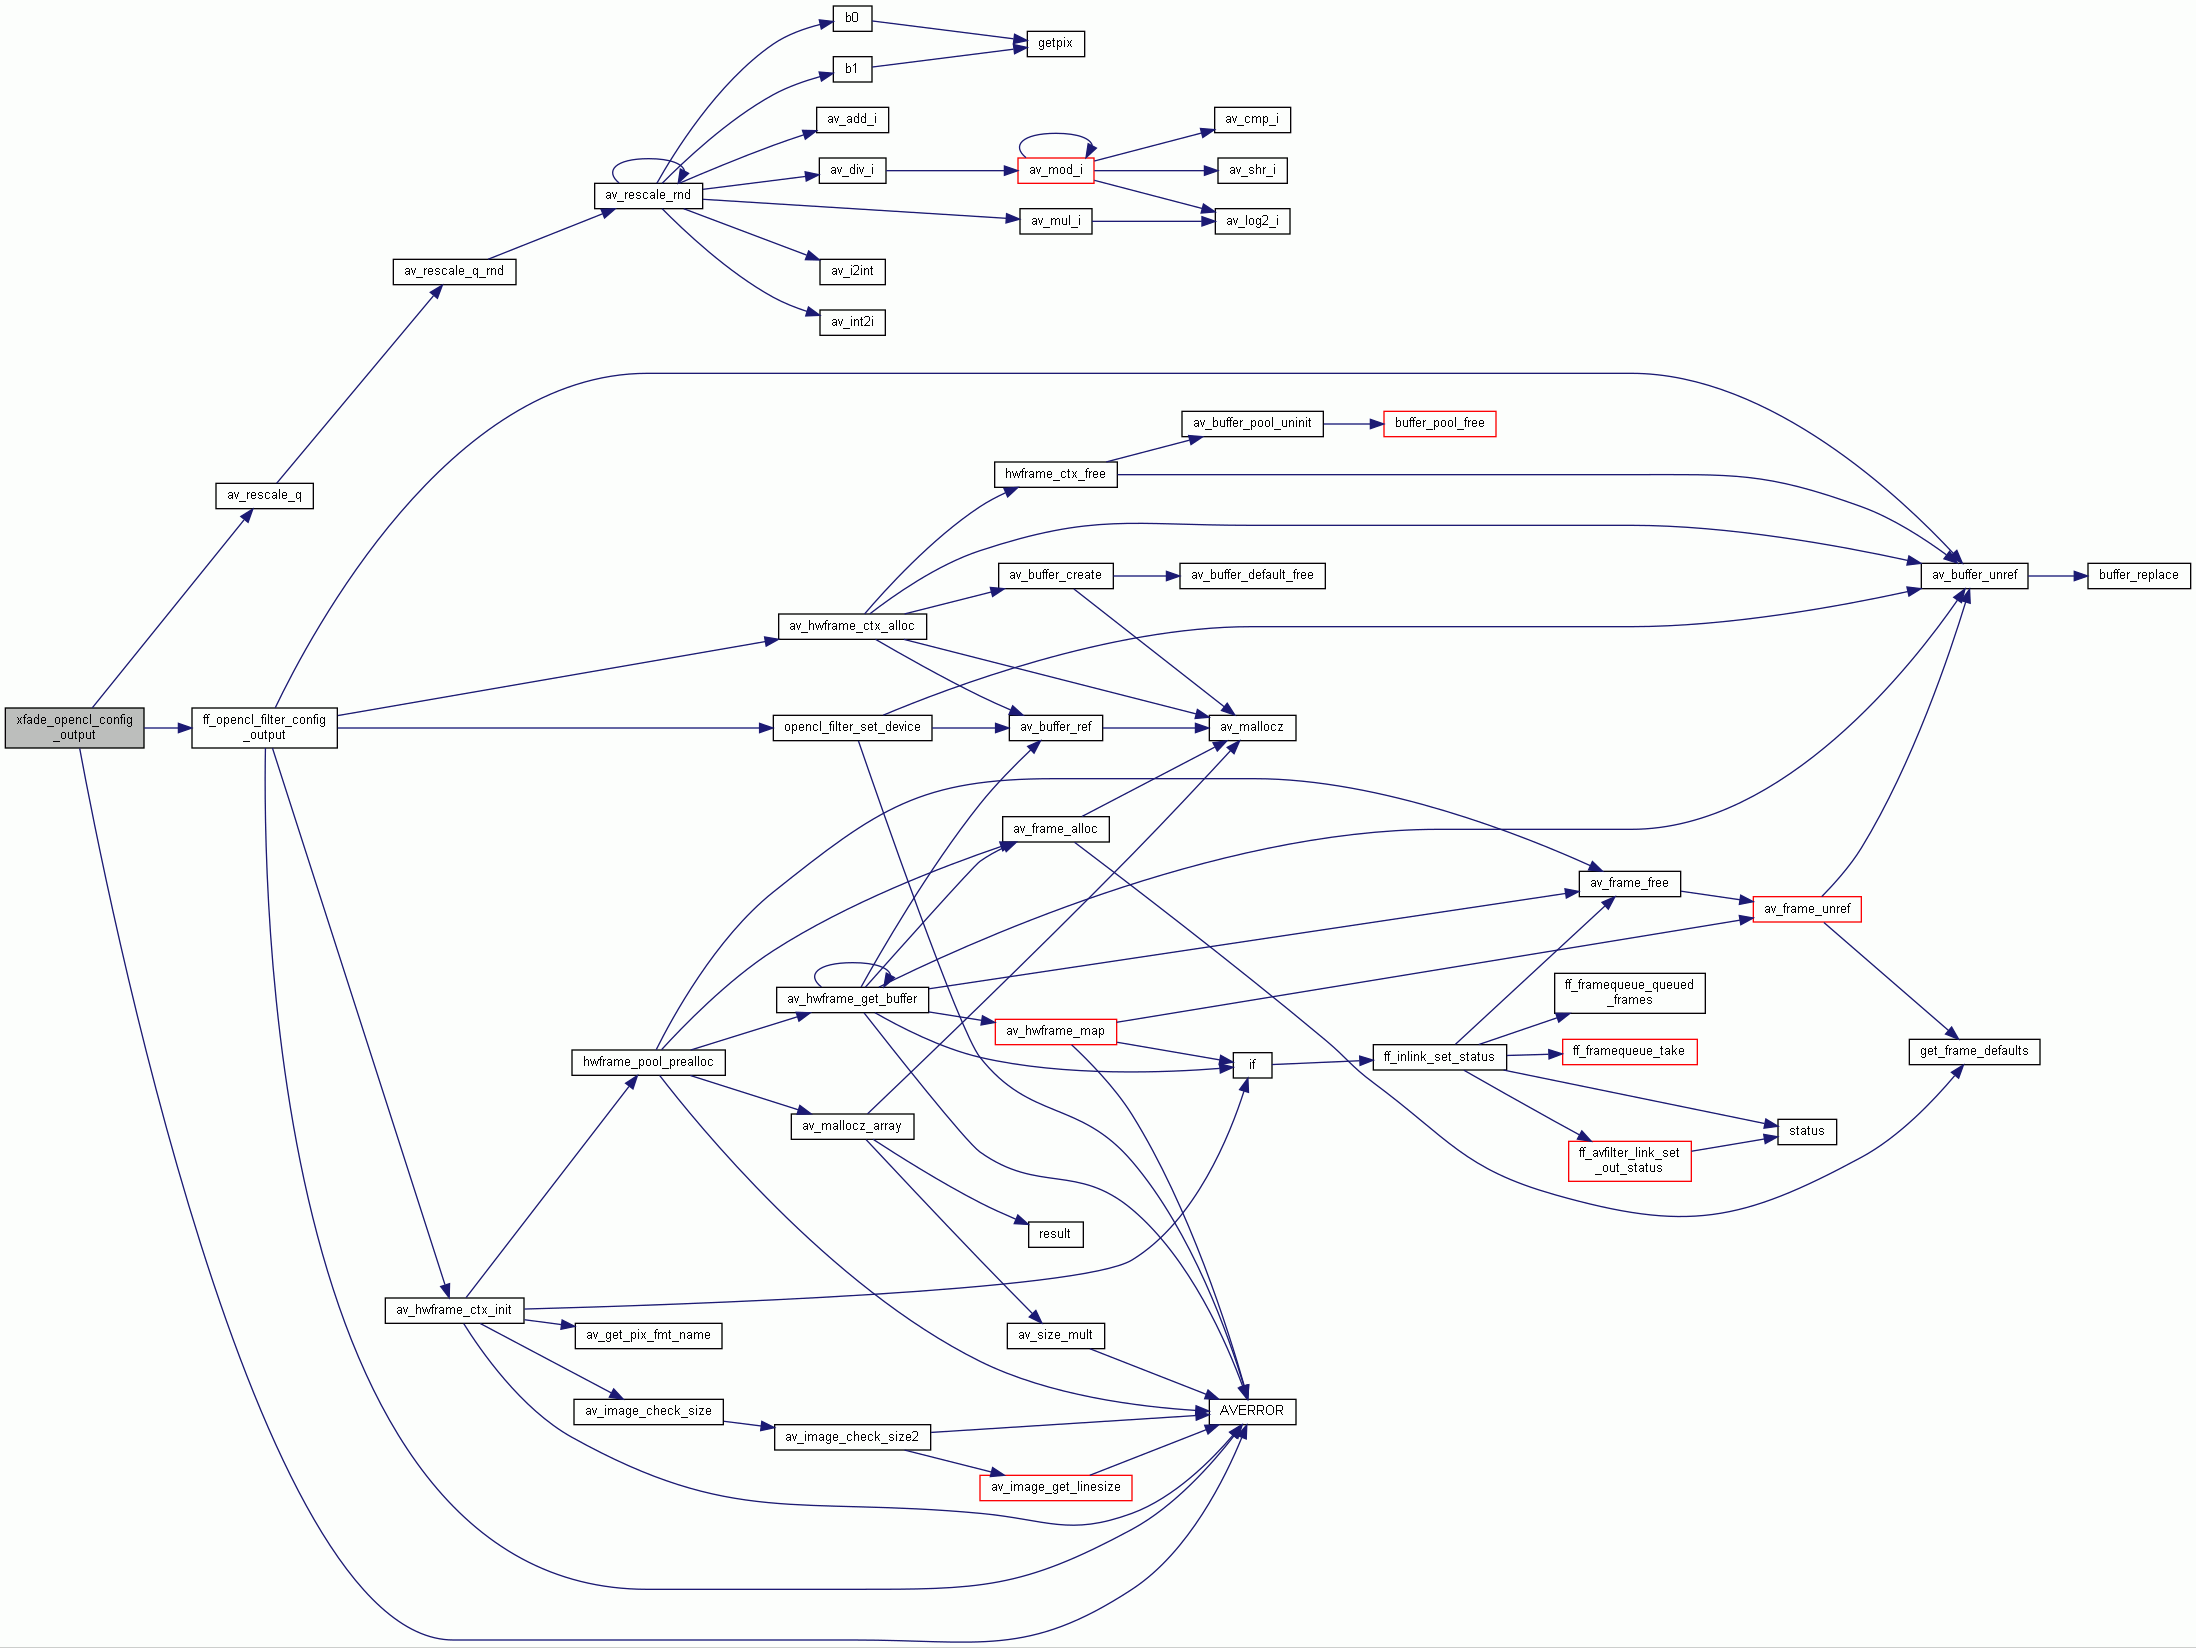 b0
getpix
b1
av_add_i
av_cmp_i
av_div_i
av_mod_i
av_shr_i
av_rescale_rnd
av_mul_i
av_log2_i
av_rescale_q_rnd
av_i2int
av_int2i
av_buffer_pool_uninit
buffer_pool_free
hwframe_ctx_free
av_rescale_q
av_buffer_create
av_buffer_default_free
av_buffer_unref
buffer_replace
av_hwframe_ctx_alloc
xfade_opencl_config
_output
ff_opencl_filter_config
_output
opencl_filter_set_device
av_buffer_ref
av_mallocz
av_frame_alloc
av_frame_free
av_frame_unref
av_hwframe_get_buffer
ff_framequeue_queued
_frames
av_hwframe_map
hwframe_pool_prealloc
if
ff_inlink_set_status
ff_framequeue_take
get_frame_defaults
av_mallocz_array
status
ff_avfilter_link_set
_out_status
result
av_hwframe_ctx_init
av_get_pix_fmt_name
av_size_mult
av_image_check_size
AVERROR
av_image_check_size2
av_image_get_linesize